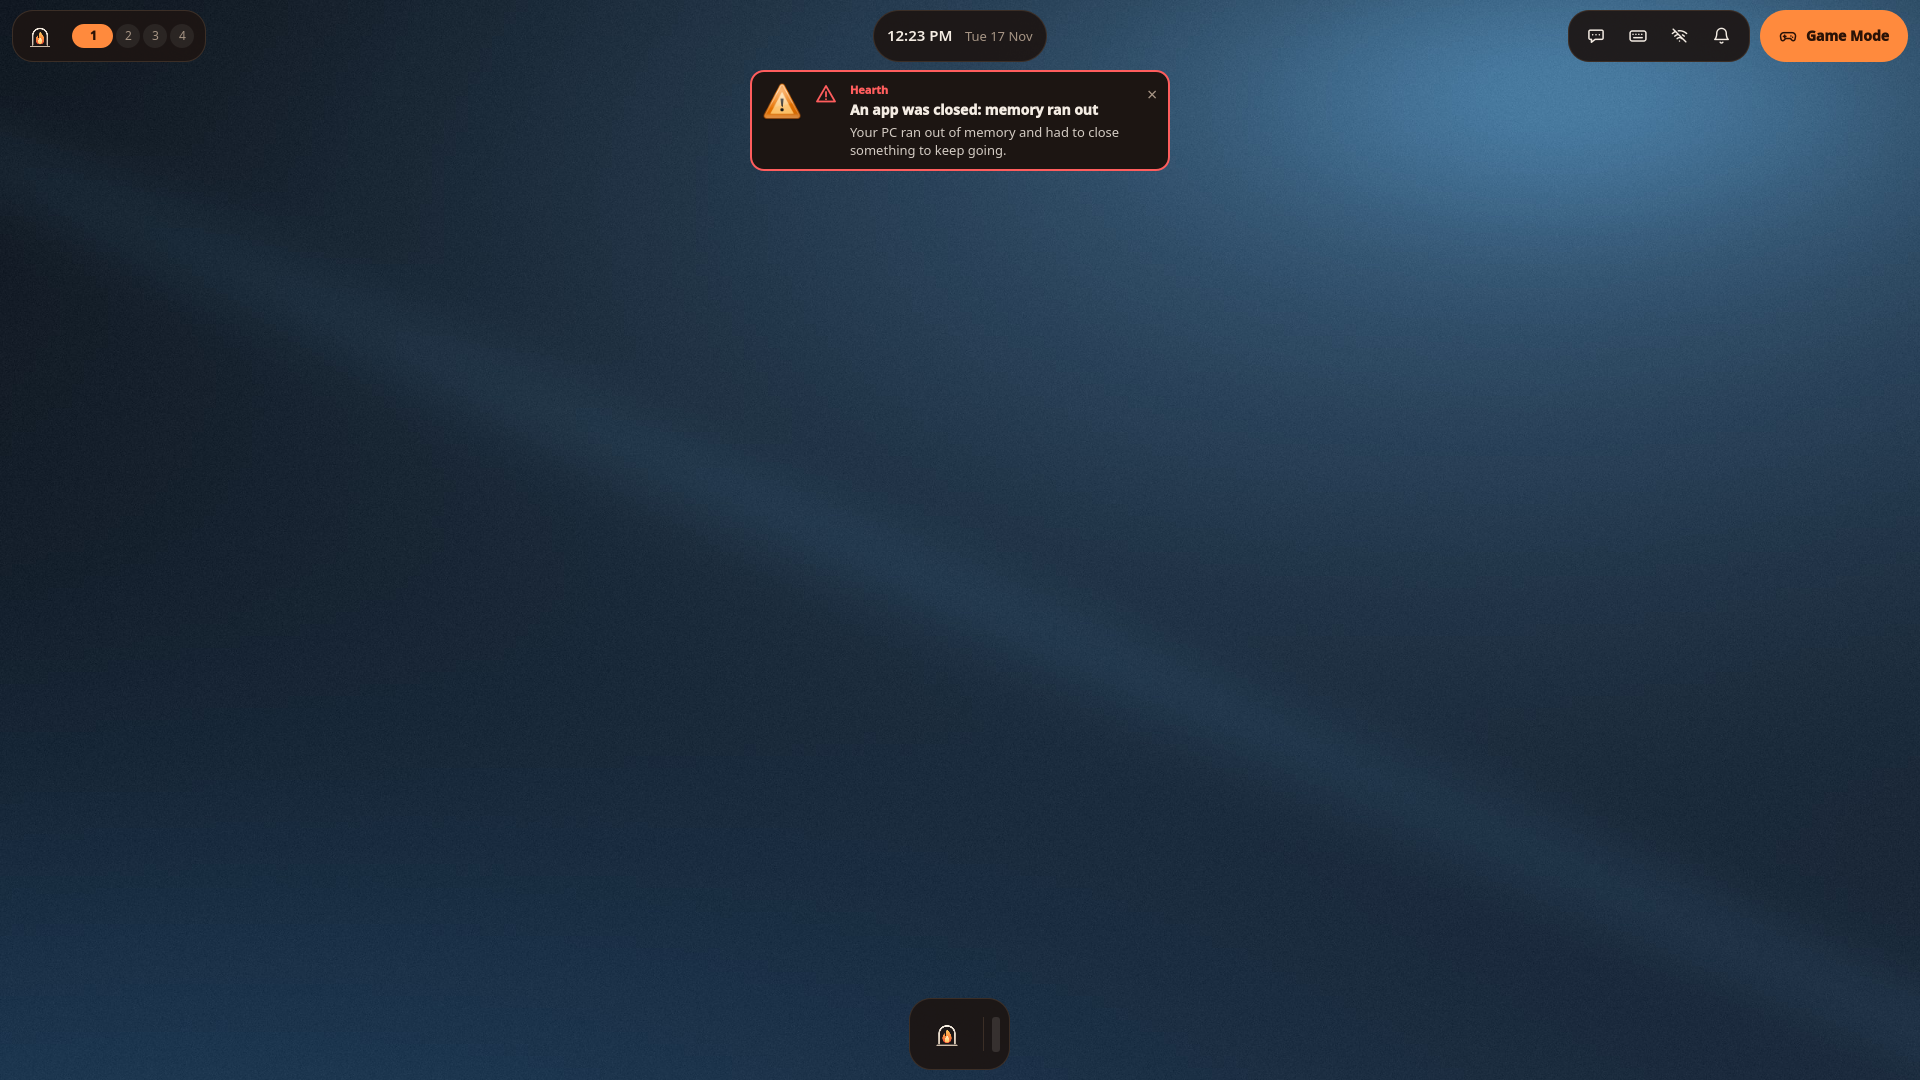 1 2 3 4
12:23 PM Tue 17 Nov
Game Mode
Hearth
An app was closed: memory ran out
Your PC ran out of memory and had to close
something to keep going.